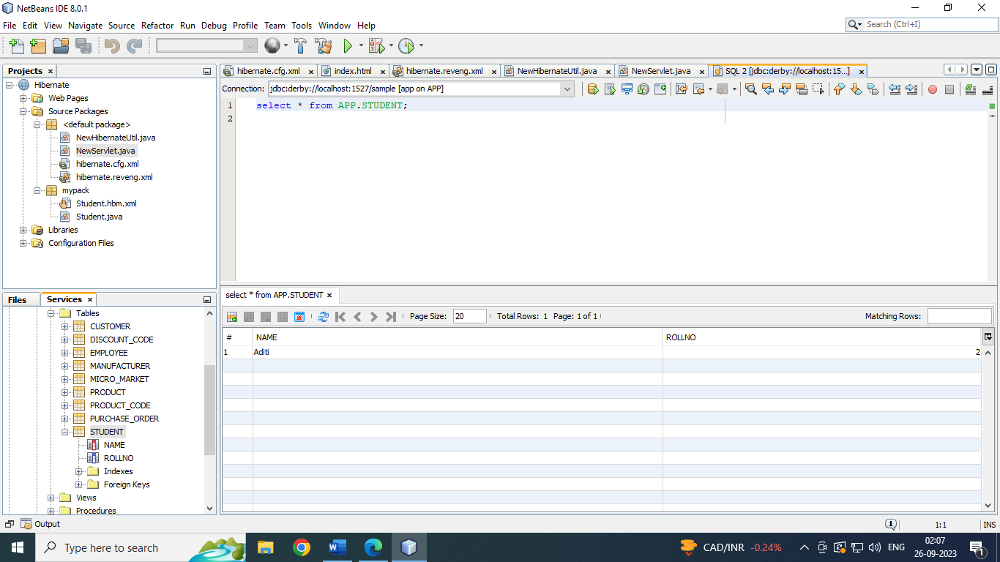 NetBeans IDE 8.0.1
File Edit View Navigate Source Refactor Run Debug Profile Team Tools Window Help
Search (Ctrl+I)
Projects
Hibernate
Web Pages
Source Packages
<default package>
NewHibernateUtil.java
NewServlet.java
hibernate.cfg.xml
hibernate.reveng.xml
mypack
Student.hbm.xml
Student.java
Libraries
Configuration Files
Files Services
Tables
CUSTOMER
DISCOUNT_CODE
EMPLOYEE
MANUFACTURER
MICRO_MARKET
PRODUCT
PRODUCT_CODE
PURCHASE_ORDER
STUDENT
NAME
ROLLNO
Indexes
Foreign Keys
Views
Procedures
hibernate.cfg.xml index.html hibernate.reveng.xml NewHibernateUtil.java NewServlet.java SQL 2 [jdbc:derby://localhost:15...]
Connection: jdbc:derby://localhost:1527/sample [app on APP]
1 select * from APP.STUDENT;
2
select * from APP.STUDENT
Page Size: 20 Total Rows: 1 Page: 1 of 1 Matching Rows:
# NAME ROLLNO
1 Aditi 2
Output
1 1:1 INS
Type here to search
CAD/INR -0.24% ENG 02:07
26-09-2023
1